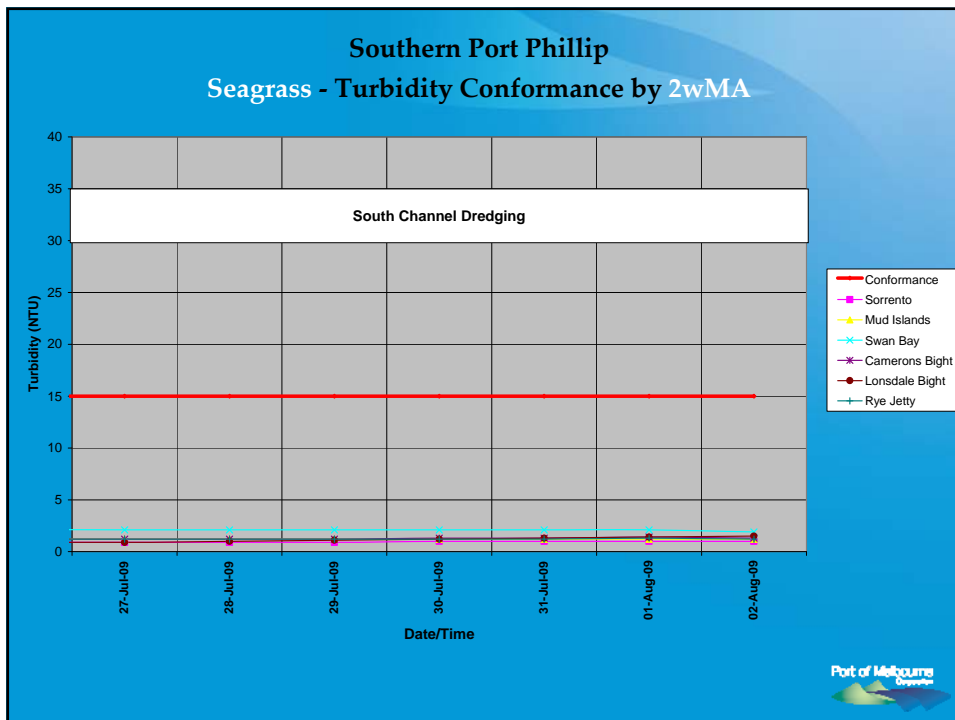 Southern Port Phillip
Seagrass - Turbidity Conformance by 2wMA
40
35
South Channel Dredging
30
25
20
15
10
5
0
Turbidity (NTU)
27-Jul-09
28-Jul-09
29-Jul-09
30-Jul-09
31-Jul-09
01-Aug-09
02-Aug-09
Date/Time
Conformance
Sorrento
Mud Islands
Swan Bay
Camerons Bight
Lonsdale Bight
Rye Jetty
Port of Melbourne
Corporation